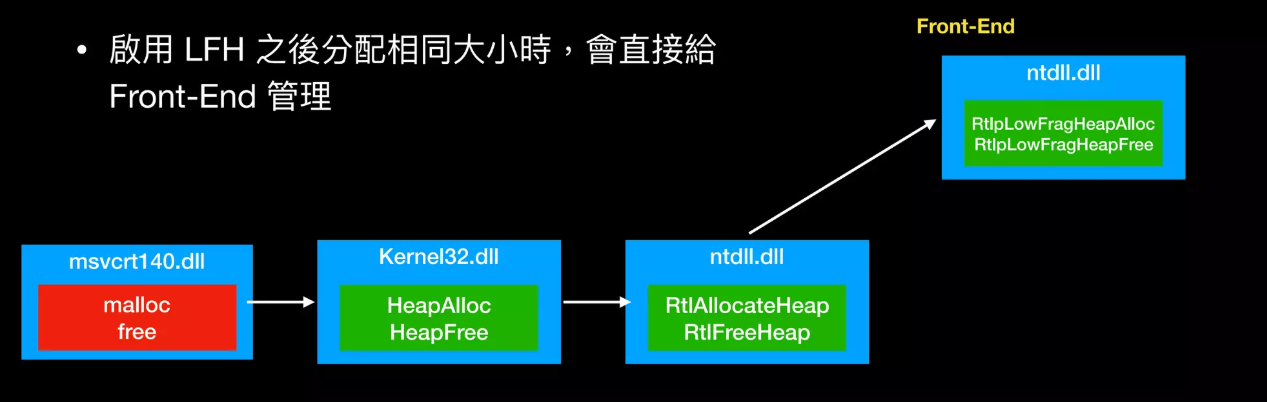 • 啟用 LFH 之後分配相同大小時，會直接給
Front-End 管理
Front-End
ntdll.dll
RtlpLowFragHeapAlloc
RtlpLowFragHeapFree
msvcrt140.dll
malloc
free
Kernel32.dll
HeapAlloc
HeapFree
ntdll.dll
RtlAllocateHeap
RtlFreeHeap